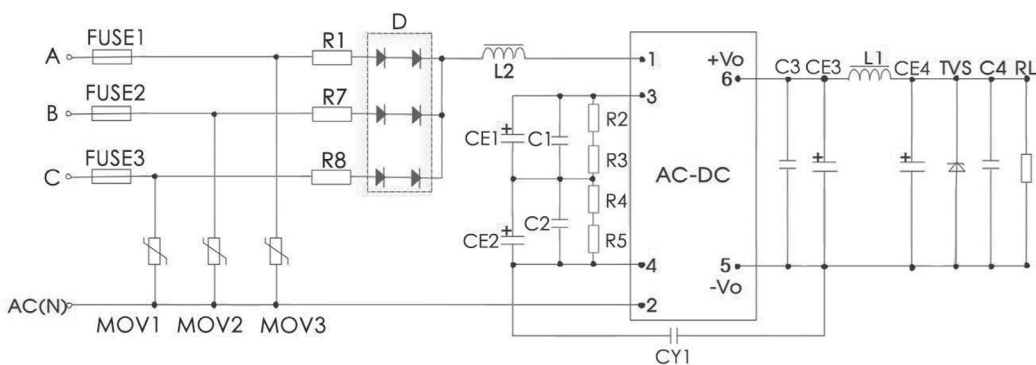 D
A FUSE1 R1
L2
1
+Vo
6
C3 CE3 L1 CE4 TVS C4 RL
B FUSE2 R7
3
CE1 C1 R2
R3
C FUSE3 R8
AC-DC
CE2 C2 R4
R5
4
5
-Vo
AC(N)
2
MOV1 MOV2 MOV3
CY1
+
+
+
+